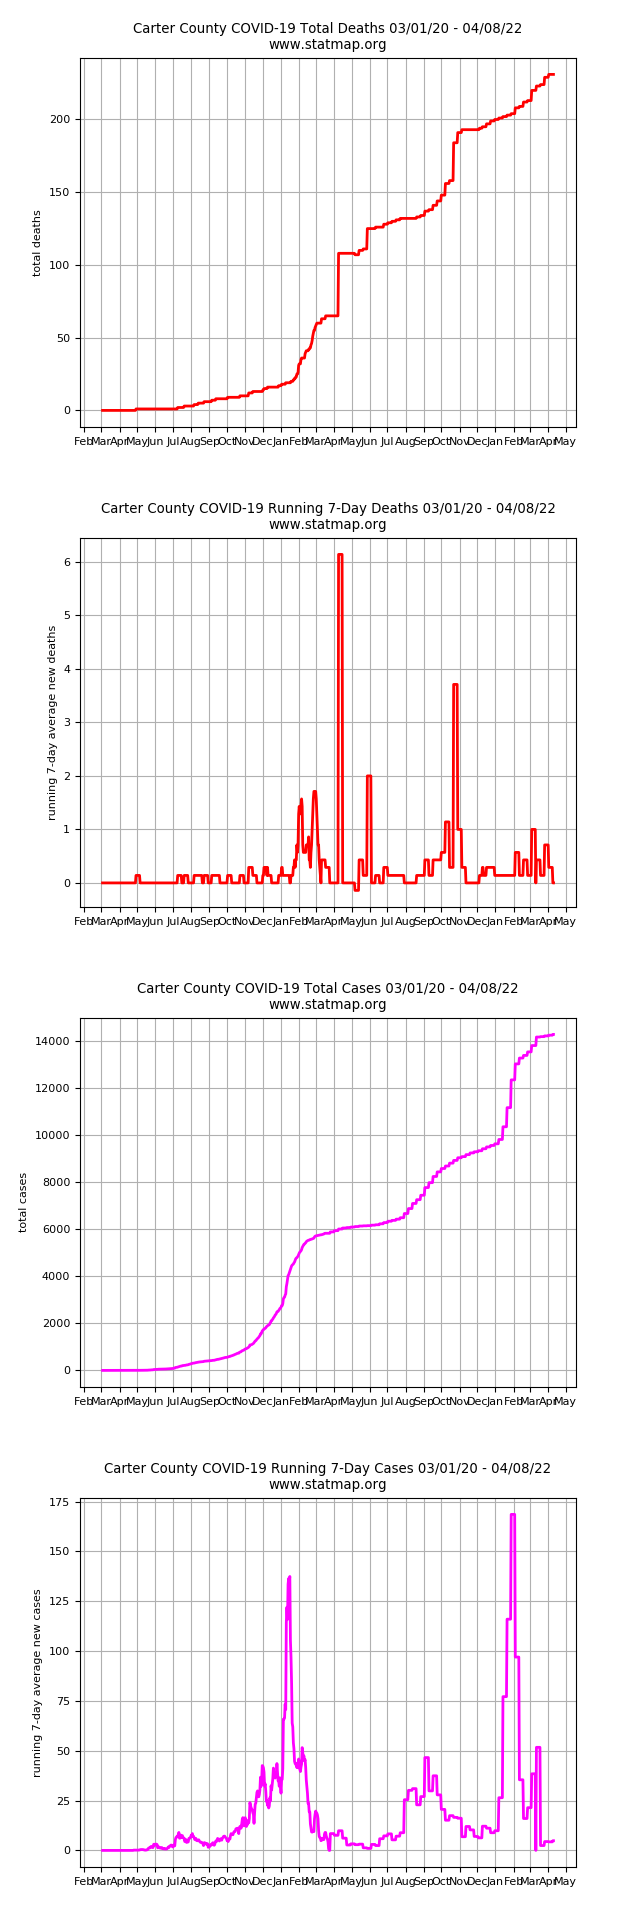 Carter County COVID-19 Total Deaths 03/01/20 - 04/08/22
www.statmap.org
200
150
100
50
0
total deaths
Feb Mar Apr May Jun Jul Aug Sep Oct Nov Dec Jan Feb Mar Apr May Jun Jul Aug Sep Oct Nov Dec Jan Feb Mar Apr May
Carter County COVID-19 Running 7-Day Deaths 03/01/20 - 04/08/22
www.statmap.org
6
5
4
3
2
1
0
running 7-day average new deaths
Feb Mar Apr May Jun Jul Aug Sep Oct Nov Dec Jan Feb Mar Apr May Jun Jul Aug Sep Oct Nov Dec Jan Feb Mar Apr May
Carter County COVID-19 Total Cases 03/01/20 - 04/08/22
www.statmap.org
14000
12000
10000
8000
6000
4000
2000
0
total cases
Feb Mar Apr May Jun Jul Aug Sep Oct Nov Dec Jan Feb Mar Apr May Jun Jul Aug Sep Oct Nov Dec Jan Feb Mar Apr May
Carter County COVID-19 Running 7-Day Cases 03/01/20 - 04/08/22
www.statmap.org
175
150
125
100
75
50
25
0
running 7-day average new cases
Feb Mar Apr May Jun Jul Aug Sep Oct Nov Dec Jan Feb Mar Apr May Jun Jul Aug Sep Oct Nov Dec Jan Feb Mar Apr May